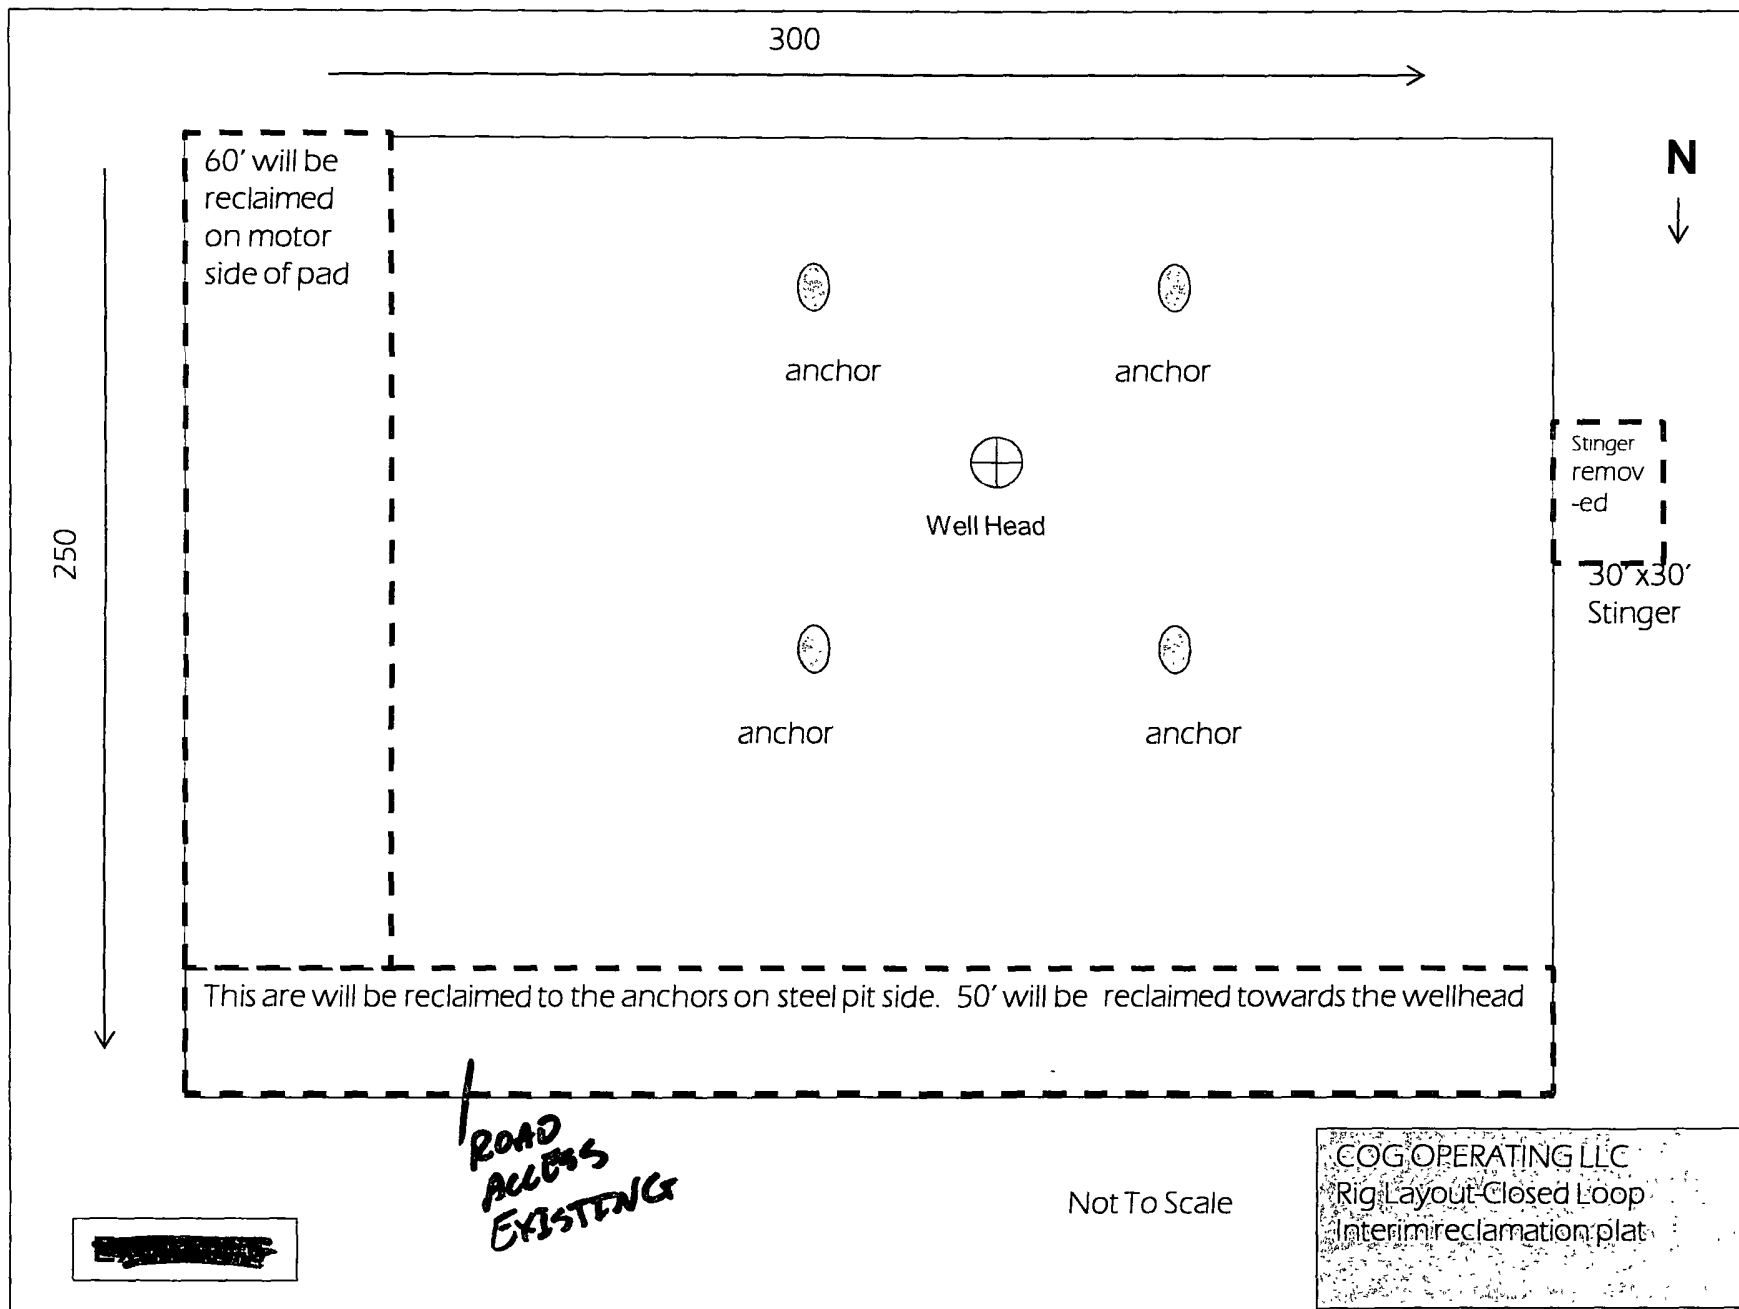 300
60' will be
reclaimed
on motor
side of pad
N
anchor
anchor
Stinger
remov
-ed
Well Head
250
30'x30'
Stinger
anchor
anchor
This are will be reclaimed to the anchors on steel pit side. 50' will be reclaimed towards the wellhead
ROAD
ACCESS
EXISTING
Not To Scale
COG OPERATING LLC
Rig Layout-Closed Loop
Interim reclamation plat